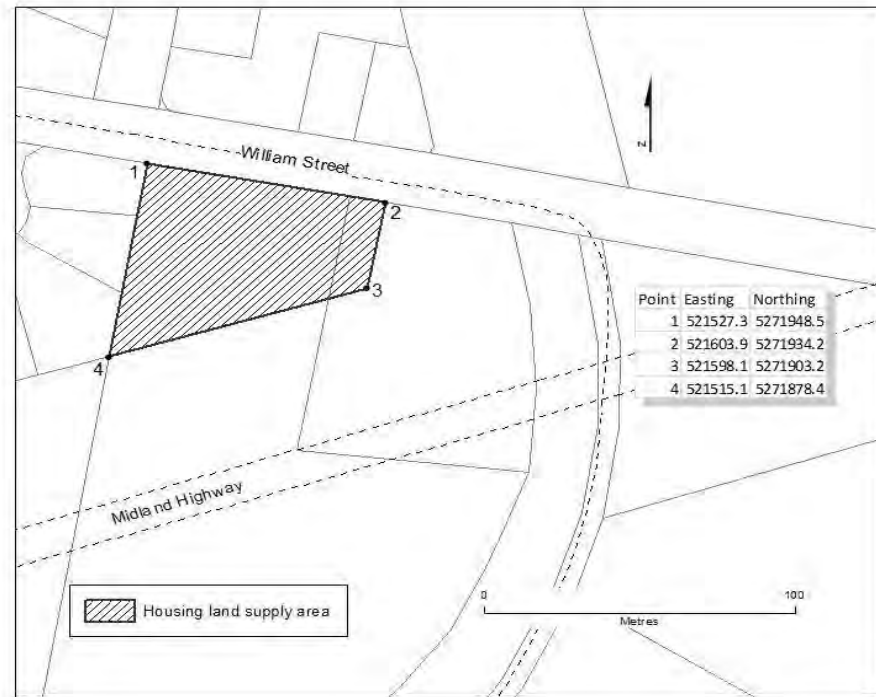 William Street
N
1
2
3
4
Point Easting Northing
1 521527.3 5271948.5
2 521603.9 5271934.2
3 521598.1 5271903.2
4 521515.1 5271878.4
Midland Highway
Housing land supply area
0 100
Metres